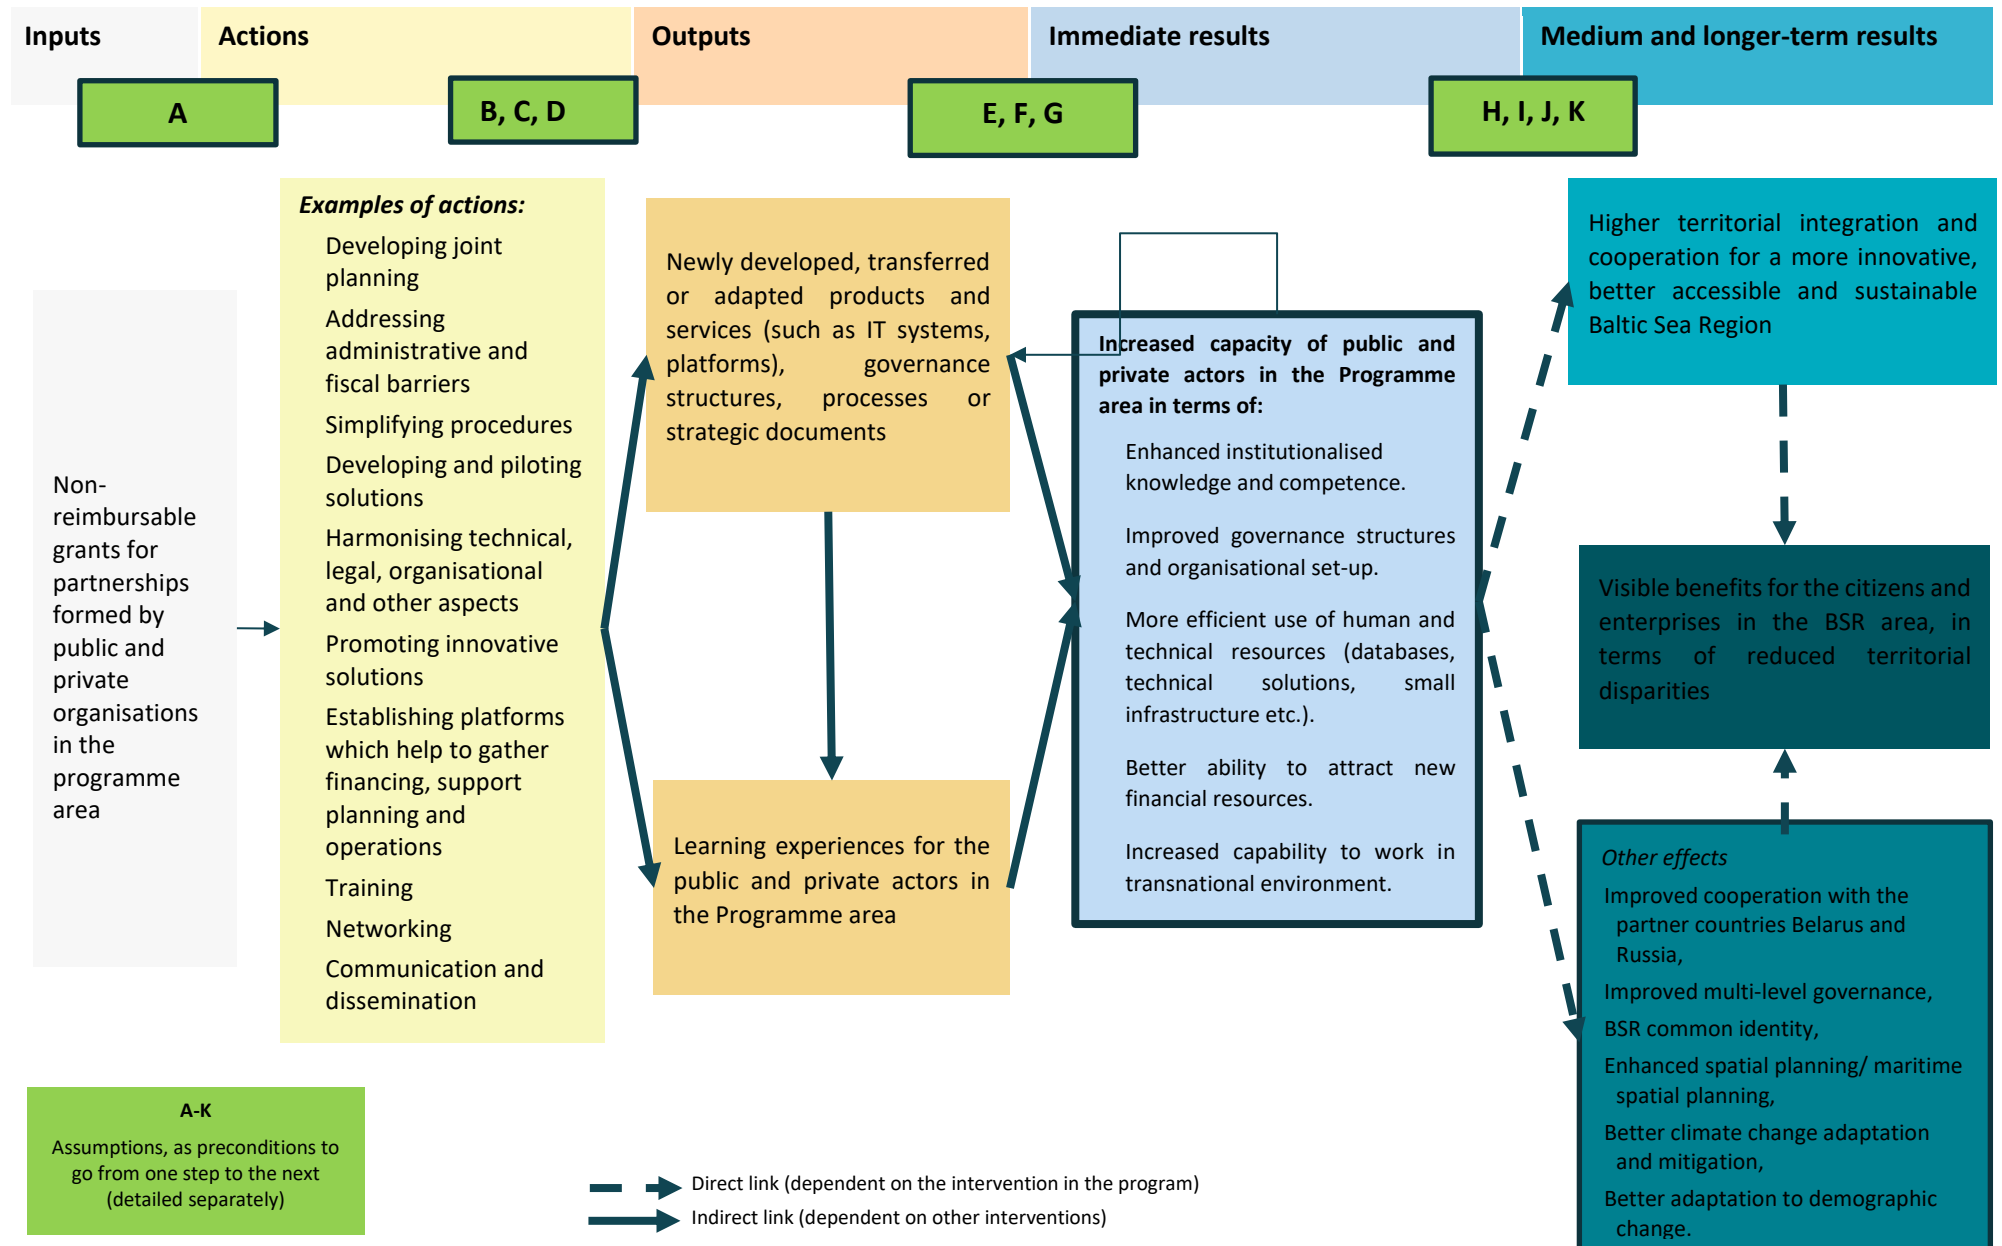 Inputs
Actions
Outputs
Immediate results
Medium and longer-term results
A
B, C, D
E, F, G
H, I, J, K
Non-
reimbursable
grants for
partnerships
formed by
public and
private
organisations
in the
programme
area
Examples of actions:
Developing joint
planning
Addressing
administrative and
fiscal barriers
Simplifying procedures
Developing and piloting
solutions
Harmonising technical,
legal, organisational
and other aspects
Promoting innovative
solutions
Establishing platforms
which help to gather
financing, support
planning and
operations
Training
Networking
Communication and
dissemination
Newly developed, transferred
or adapted products and
services (such as IT systems,
platforms), governance
structures, processes or
strategic documents
Learning experiences for the
public and private actors in
the Programme area
Increased capacity of public and
private actors in the Programme
area in terms of:
Enhanced institutionalised
knowledge and competence.
Improved governance structures
and organisational set-up.
More efficient use of human and
technical resources (databases,
technical solutions, small
infrastructure etc.).
Better ability to attract new
financial resources.
Increased capability to work in
transnational environment.
Higher territorial integration and
cooperation for a more innovative,
better accessible and sustainable
Baltic Sea Region
Visible benefits for the citizens and
enterprises in the BSR area, in
terms of reduced territorial
disparities
Other effects
Improved cooperation with the
partner countries Belarus and
Russia,
Improved multi-level governance,
BSR common identity,
Enhanced spatial planning/ maritime
spatial planning,
Better climate change adaptation
and mitigation,
Better adaptation to demographic
change.
A-K
Assumptions, as preconditions to
go from one step to the next
(detailed separately)
Direct link (dependent on the intervention in the program)
Indirect link (dependent on other interventions)